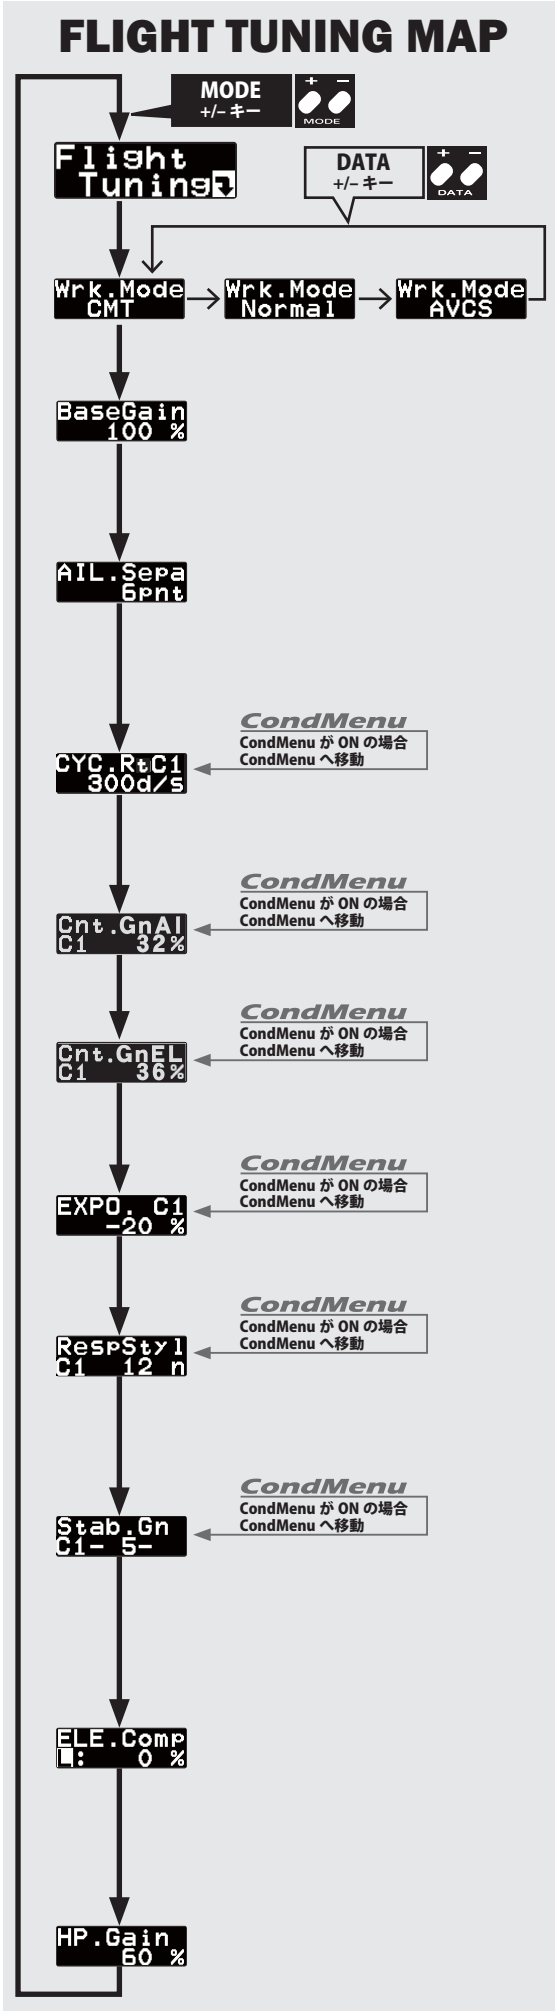 FLIGHT TUNING MAP
MODE
+/– キー
+ −
MODE
Flight
Tuning
DATA
+/– キー
+ −
DATA
Wrk.Mode
CMT
Wrk.Mode
Normal
Wrk.Mode
AVCS
BaseGain
100 %
AIL.Sepa
6pnt
CondMenu
CondMenu が ON の場合
CondMenu へ移動
CYC.RtC1
300d/s
CondMenu
CondMenu が ON の場合
CondMenu へ移動
Cnt.GnAI
C1 32%
CondMenu
CondMenu が ON の場合
CondMenu へ移動
Cnt.GnEL
C1 36%
CondMenu
CondMenu が ON の場合
CondMenu へ移動
EXPO. C1
-20 %
CondMenu
CondMenu が ON の場合
CondMenu へ移動
RespStyl
C1 12 n
CondMenu
CondMenu が ON の場合
CondMenu へ移動
Stab.Gn
C1- 5-
ELE.Comp
L: 0 %
HP.Gain
60 %